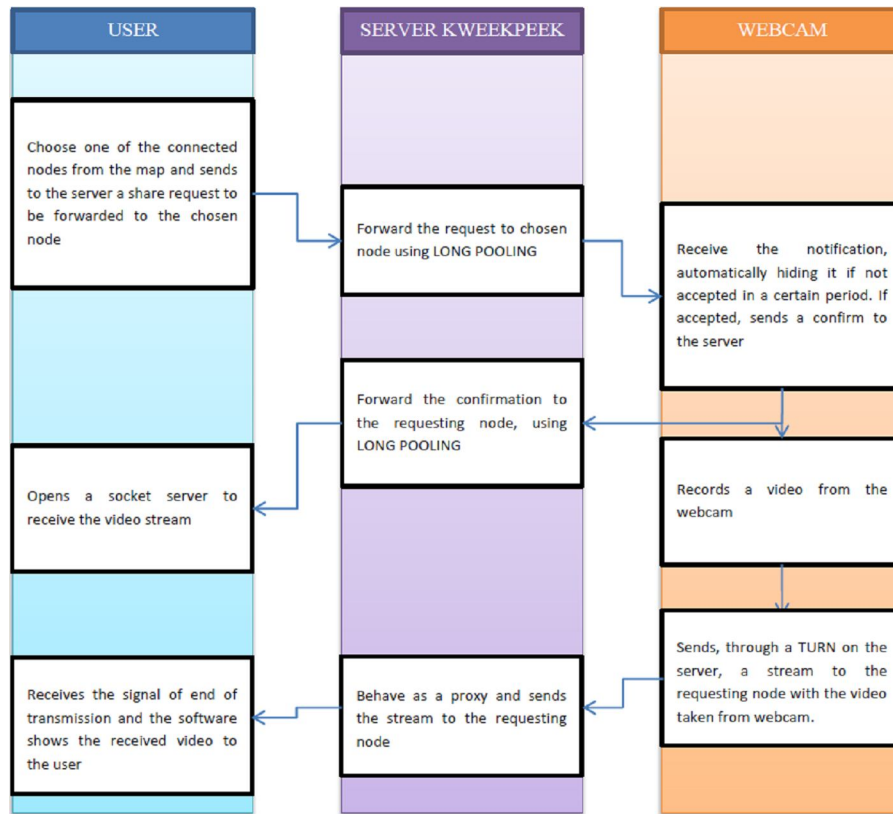 USER
SERVER KWEEKPEEK
WEBCAM
Choose one of the connected
nodes from the map and sends
to the server a share request to
be forwarded to the chosen
node
Forward the request to chosen
node using LONG POOLING
Receive the notification,
automatically hiding it if not
accepted in a certain period. If
accepted, sends a confirm to
the server
Forward the confirmation to
the requesting node, using
LONG POOLING
Opens a socket server to
receive the video stream
Records a video from the
webcam
Sends, through a TURN on the
server, a stream to the
requesting node with the video
taken from webcam.
Behave as a proxy and sends
the stream to the requesting
node
Receives the signal of end of
transmission and the software
shows the received video to
the user